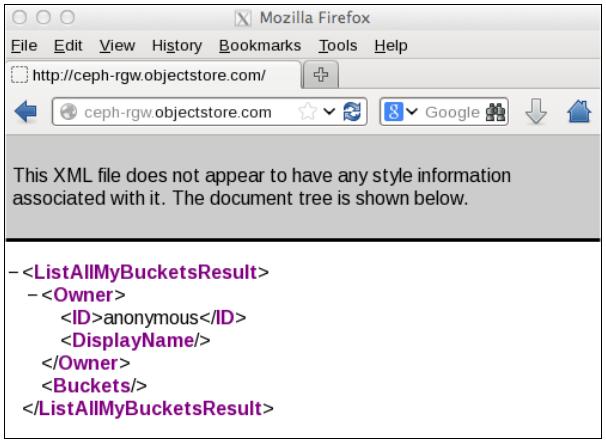 Mozilla Firefox
File Edit View History Bookmarks Tools Help
http://ceph-rgw.objectstore.com/
ceph-rgw.objectstore.com 8 Google
This XML file does not appear to have any style information
associated with it. The document tree is shown below.
−<ListAllMyBucketsResult>
−<Owner>
<ID>anonymous</ID>
<DisplayName/>
</Owner>
<Buckets/>
</ListAllMyBucketsResult>